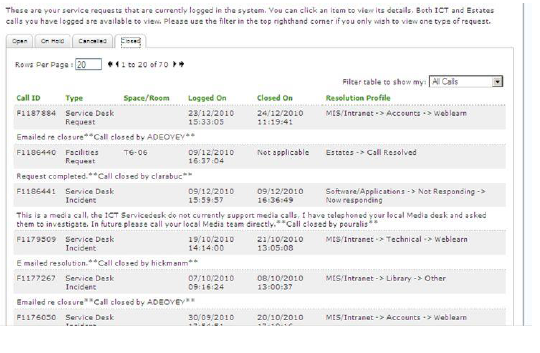 These are your service requests that are currently logged in the system. You can click an item to view its details. Both ICT and Estates
calls you have logged are available to view. Please use the filter in the top righthand corner if you only wish to view one type of request.
Open On Hold Cancelled Closed
Rows Per Page : 20 1 to 20 of 70
Filter table to show my: All Calls
Call ID Type Space/Room Logged On Closed On Resolution Profile
F1187884 Service Desk Request 23/12/2010 15:33:05 24/12/2010 11:19:41 MIS/Intranet -> Accounts -> Weblearn
Emailed re closure**Call closed by ADEOYEY**
F1186440 Facilities Request T6-06 09/12/2010 16:37:04 Not applicable Estates -> Call Resolved
Request completed.**Call closed by clarabuc**
F1186441 Service Desk Incident 09/12/2010 15:59:57 09/12/2010 16:36:49 Software/Applications -> Not Responding -> Now responding
This is a media call, the ICT Servicedesk do not currently support media calls. I have telephoned your local Media desk and asked
them to investigate. In future please call your local Media team directly.**Call closed by pouralis**
F1179509 Service Desk Incident 19/10/2010 14:14:00 21/10/2010 13:05:08 MIS/Intranet -> Technical -> Weblearn
E mailed resolution.**Call closed by hickmanm**
F1177267 Service Desk Incident 07/10/2010 09:16:24 08/10/2010 13:00:37 MIS/Intranet -> Library -> Other
Emailed re closure**Call closed by ADEOYEY**
F1176050 Service Desk 30/09/2010 20/10/2010 MIS/Intranet -> Accounts -> Weblearn